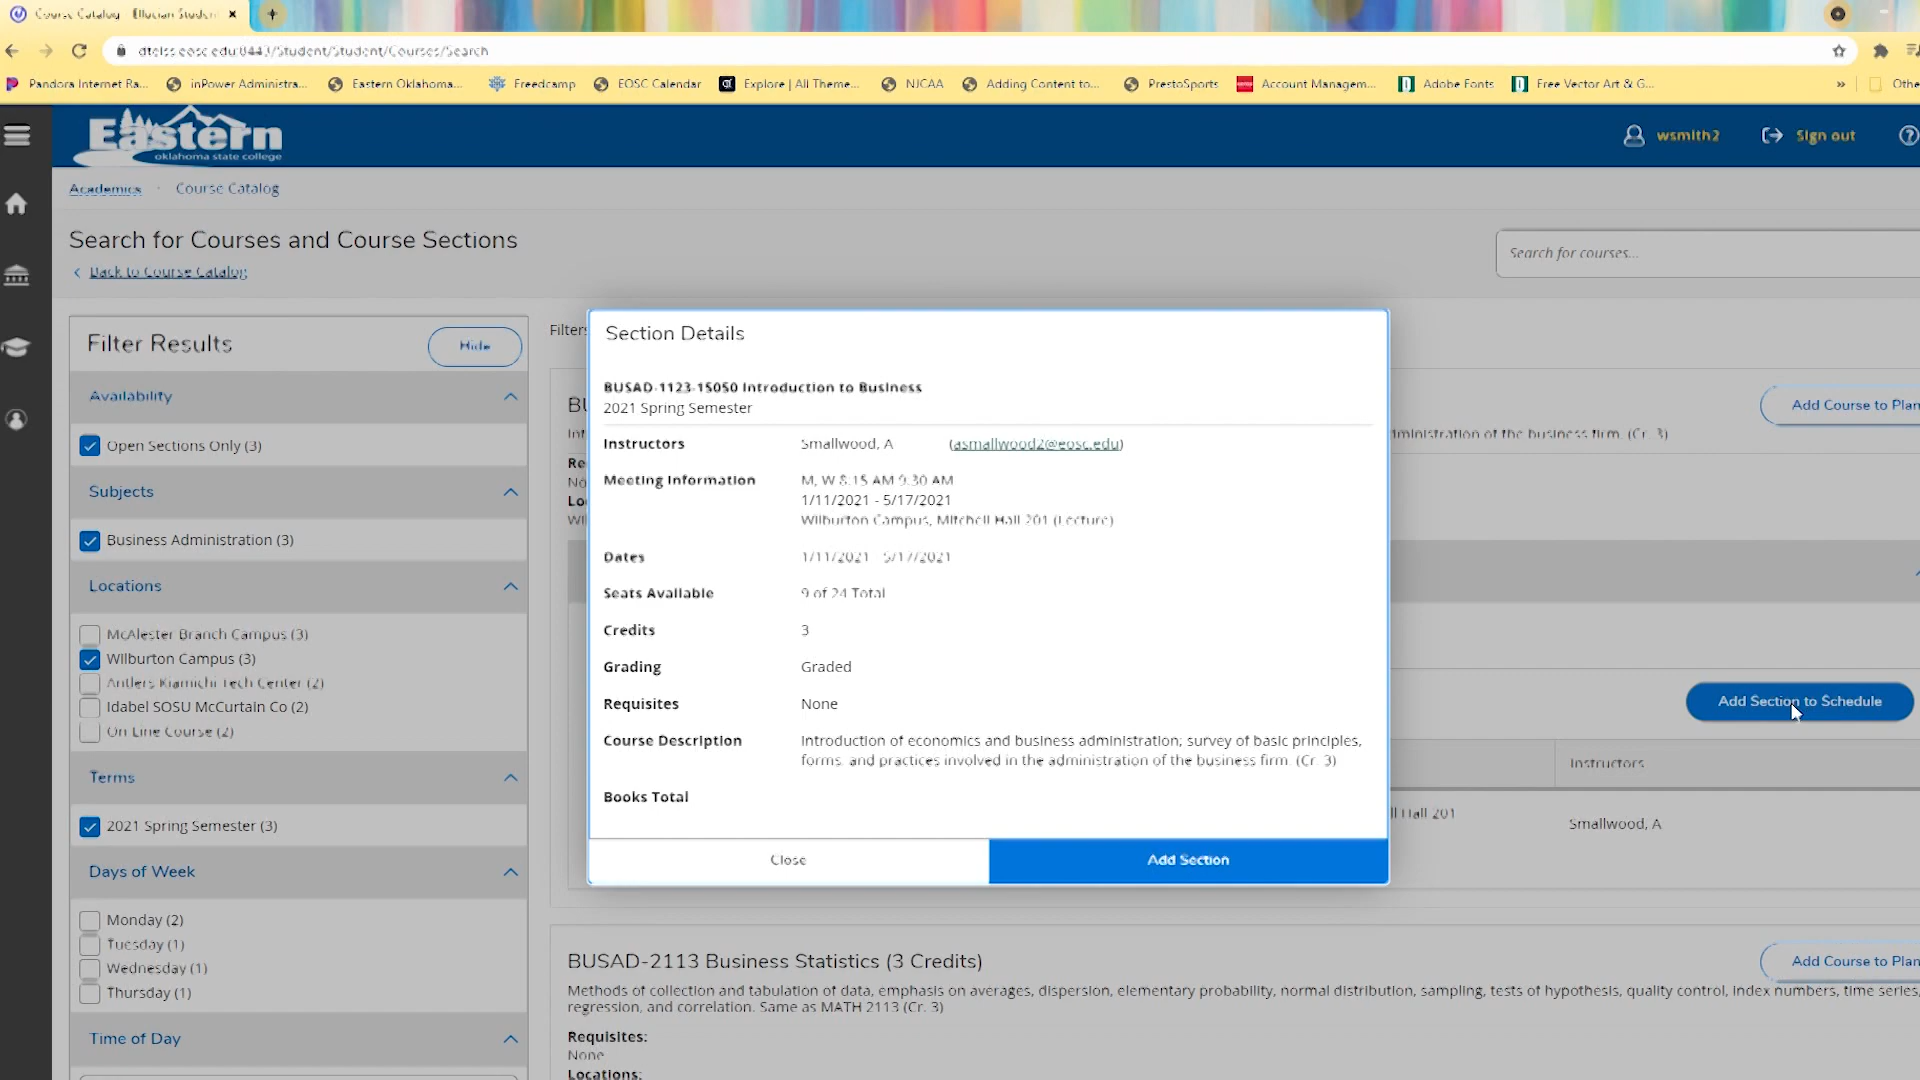 Course Catalog - Ellucian Student
dtelss.eosc.edu:8443/Student/Student/Courses/Search
Pandora Internet Ra... inPower Administra... Eastern Oklahoma... Freedcamp EOSC Calendar Explore | All Theme... NJCAA Adding Content to... PrestoSports Account Managem... Adobe Fonts Free Vector Art & G... » Othe
Eastern
oklahoma state college
wsmith2 Sign out
Academics · Course Catalog
Search for Courses and Course Sections
Search for courses...
< Back to Course Catalog
Filter Results Hide
Availability
Open Sections Only (3)
Subjects
Business Administration (3)
Locations
McAlester Branch Campus (3)
Wilburton Campus (3)
Antlers Kiamichi Tech Center (2)
Idabel SOSU McCurtain Co (2)
On Line Course (2)
Terms
2021 Spring Semester (3)
Days of Week
Monday (2)
Tuesday (1)
Wednesday (1)
Thursday (1)
Time of Day
Filters
BU
Add Course to Plan
Int
ministration of the business firm. (Cr. 3)
Re
No
Lo
Wil
Section Details
BUSAD-1123-15050 Introduction to Business
2021 Spring Semester
Instructors Smallwood, A (asmallwood2@eosc.edu)
Meeting Information M, W 8:15 AM 9:30 AM
1/11/2021 - 5/17/2021
Wilburton Campus, Mitchell Hall 201 (Lecture)
Dates 1/11/2021 - 5/17/2021
Seats Available 9 of 24 Total
Credits 3
Grading Graded
Requisites None
Course Description Introduction of economics and business administration; survey of basic principles,
forms, and practices involved in the administration of the business firm. (Cr. 3)
Books Total
Close Add Section
Add Section to Schedule
Instructors
ll Hall 201
Smallwood, A
BUSAD-2113 Business Statistics (3 Credits)
Add Course to Plan
Methods of collection and tabulation of data, emphasis on averages, dispersion, elementary probability, normal distribution, sampling, tests of hypothesis, quality control, index numbers, time series,
regression, and correlation. Same as MATH 2113 (Cr. 3)
Requisites:
None
Locations: